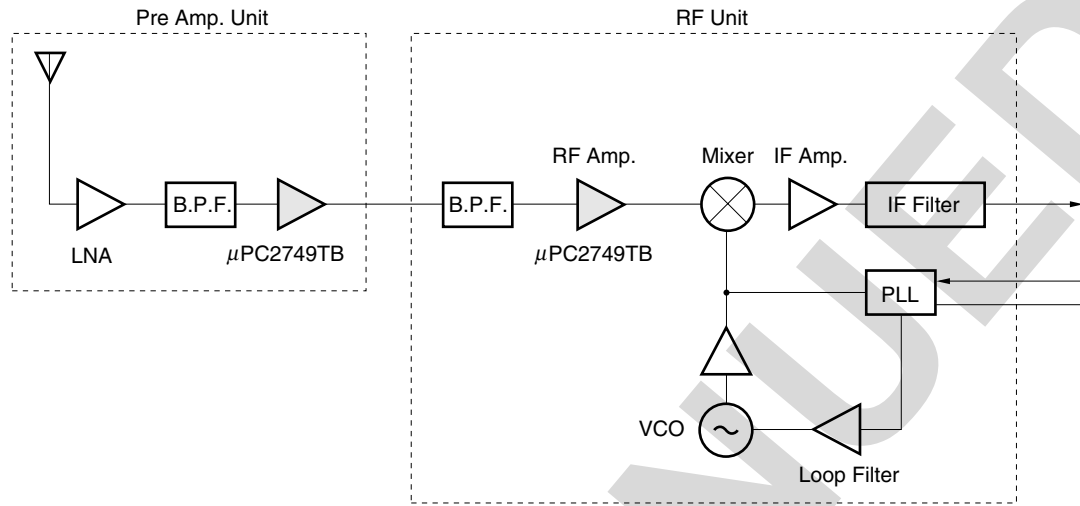 Pre Amp. Unit
RF Unit
RF Amp.
Mixer
IF Amp.
B.P.F.
B.P.F.
IF Filter
LNA
µPC2749TB
µPC2749TB
PLL
VCO
Loop Filter